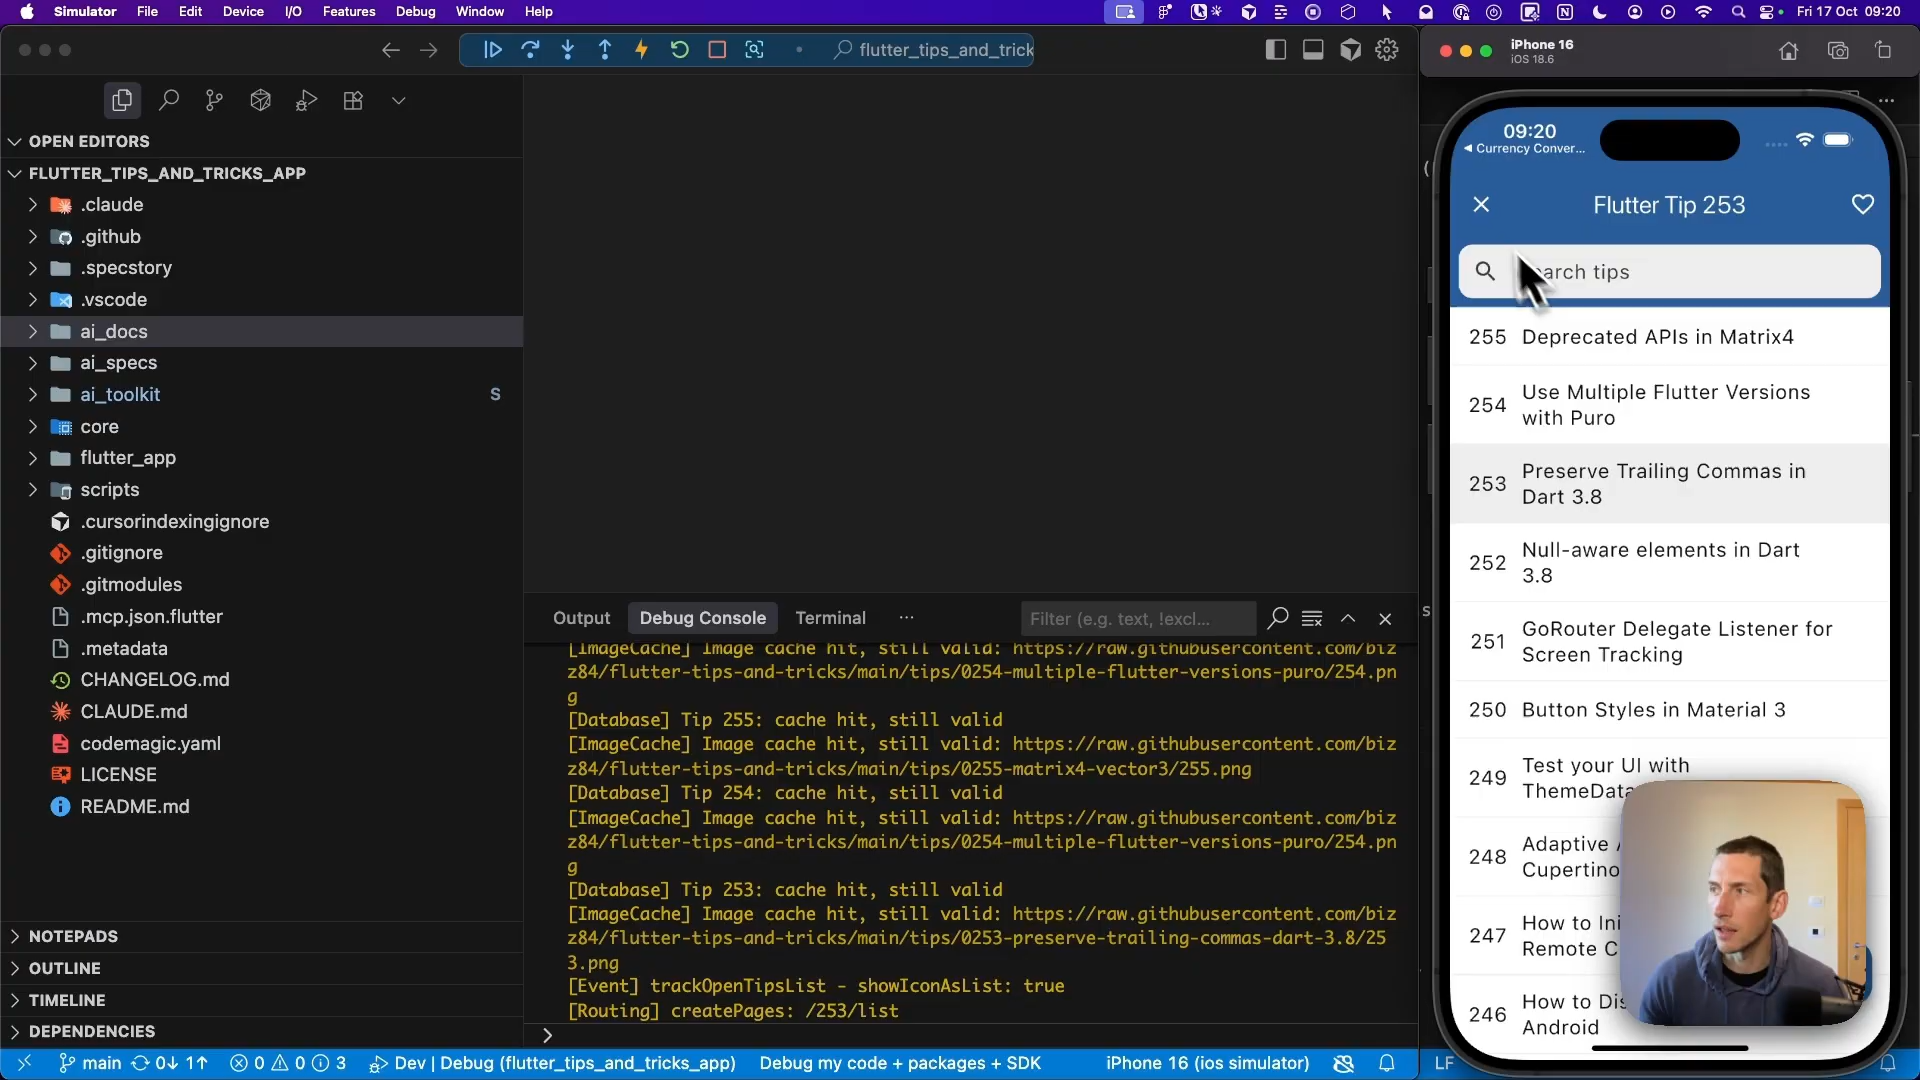 Simulator File Edit Device I/O Features Debug Window Help
Fri 17 Oct 09:20
flutter_tips_and_trick
OPEN EDITORS
FLUTTER_TIPS_AND_TRICKS_APP
.claude
.github
.specstory
.vscode
ai_docs
ai_specs
ai_toolkit S
core
flutter_app
scripts
.cursorindexingignore
.gitignore
.gitmodules
.mcp.json.flutter
.metadata
CHANGELOG.md
CLAUDE.md
codemagic.yaml
LICENSE
README.md
NOTEPADS
OUTLINE
TIMELINE
DEPENDENCIES
Output Debug Console Terminal ...
Filter (e.g. text, !excl...
[ImageCache] Image cache hit, still valid: https://raw.githubusercontent.com/biz
z84/flutter-tips-and-tricks/main/tips/0254-multiple-flutter-versions-puro/254.pn
g
[Database] Tip 255: cache hit, still valid
[ImageCache] Image cache hit, still valid: https://raw.githubusercontent.com/biz
z84/flutter-tips-and-tricks/main/tips/0255-matrix4-vector3/255.png
[Database] Tip 254: cache hit, still valid
[ImageCache] Image cache hit, still valid: https://raw.githubusercontent.com/biz
z84/flutter-tips-and-tricks/main/tips/0254-multiple-flutter-versions-puro/254.pn
g
[Database] Tip 253: cache hit, still valid
[ImageCache] Image cache hit, still valid: https://raw.githubusercontent.com/biz
z84/flutter-tips-and-tricks/main/tips/0253-preserve-trailing-commas-dart-3.8/25
3.png
[Event] trackOpenTipsList - showIconAsList: true
[Routing] createPages: /253/list
main 0↓ 1↑ 0 0 3 Dev | Debug (flutter_tips_and_tricks_app) Debug my code + packages + SDK iPhone 16 (ios simulator) LF
iPhone 16
iOS 18.6
09:20
Currency Conver...
Flutter Tip 253
tips
255 Deprecated APIs in Matrix4
254 Use Multiple Flutter Versions
with Puro
253 Preserve Trailing Commas in
Dart 3.8
252 Null-aware elements in Dart
3.8
251 GoRouter Delegate Listener for
Screen Tracking
250 Button Styles in Material 3
249 Test your UI with
248 Adaptive
247 How to
Remote
246 How to
Android